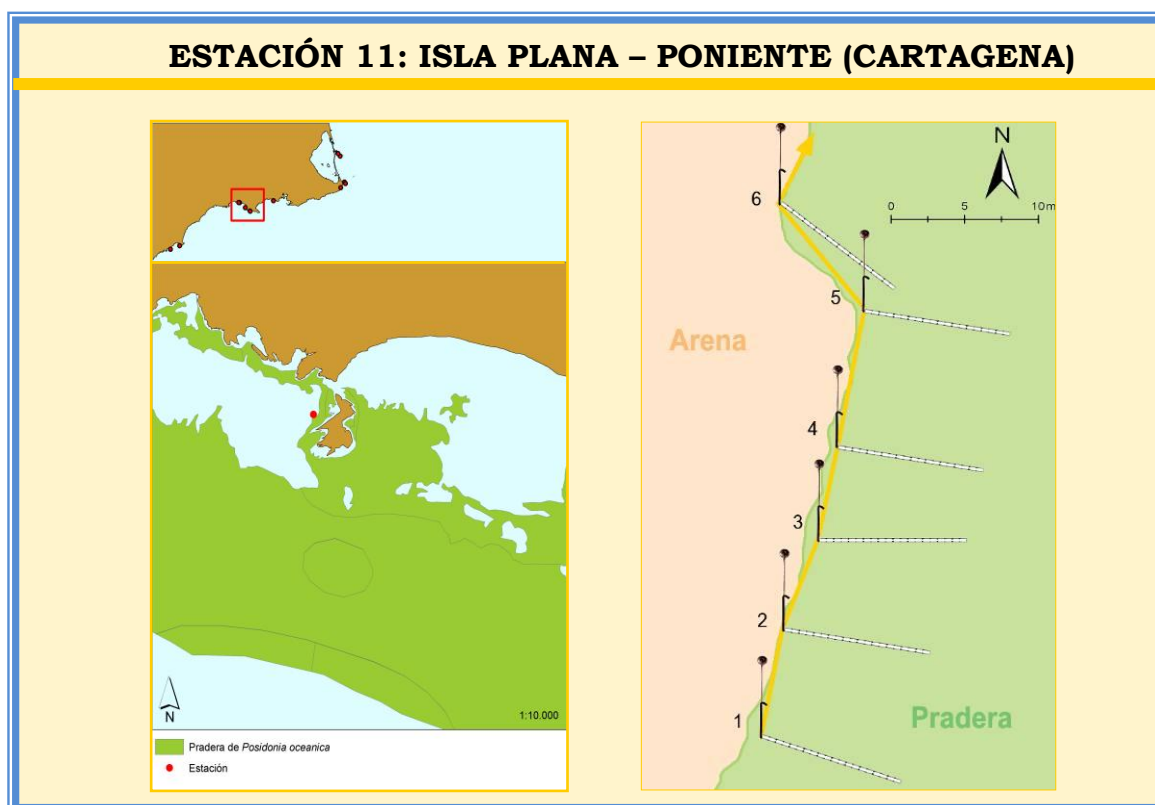 ESTACIÓN 11: ISLA PLANA – PONIENTE (CARTAGENA)
N
1:10.000
Pradera de Posidonia oceanica
Estación
N
0 5 10m
6
5
Arena
4
3
2
1
Pradera